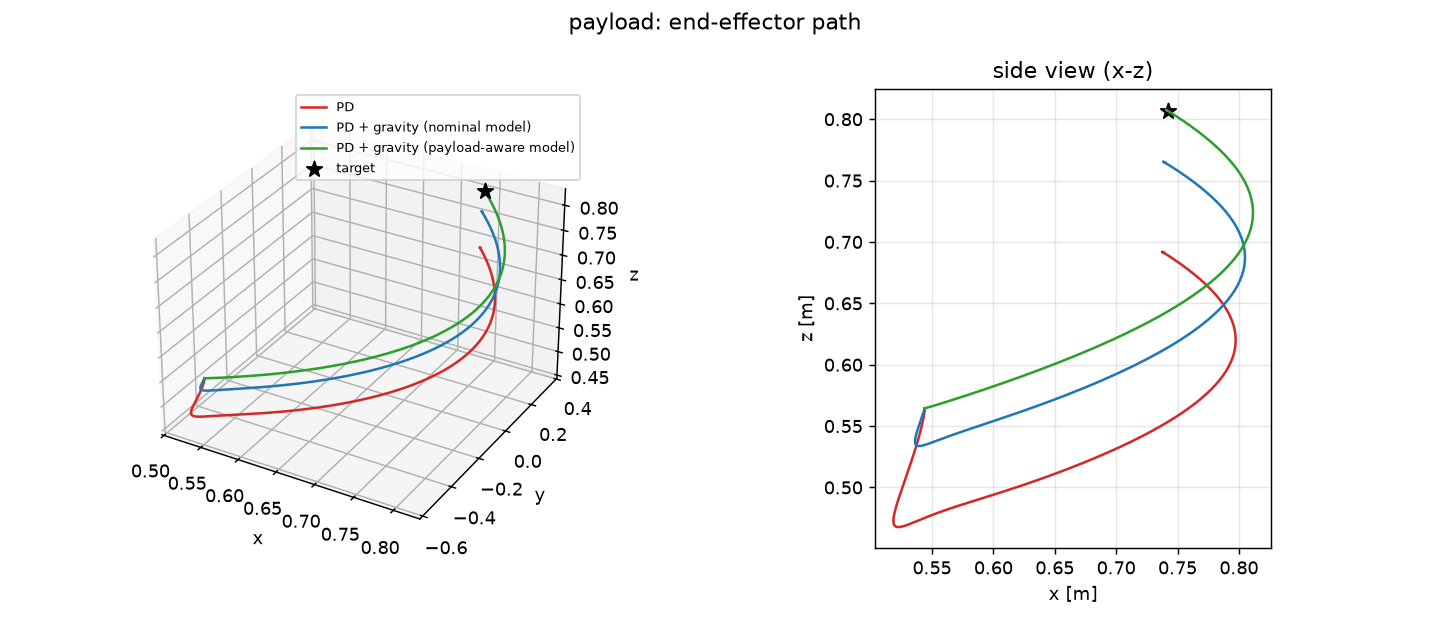 payload: end-effector path
PD
PD + gravity (nominal model)
PD + gravity (payload-aware model)
target
0.80
0.75
0.70
0.65
0.60
0.55
0.50
0.45
z
0.4
0.2
0.0
−0.2
−0.4
−0.6
y
0.50
0.55
0.60
0.65
0.70
0.75
0.80
x
side view (x-z)
0.80
0.75
0.70
0.65
0.60
0.55
0.50
z [m]
0.55 0.60 0.65 0.70 0.75 0.80
x [m]